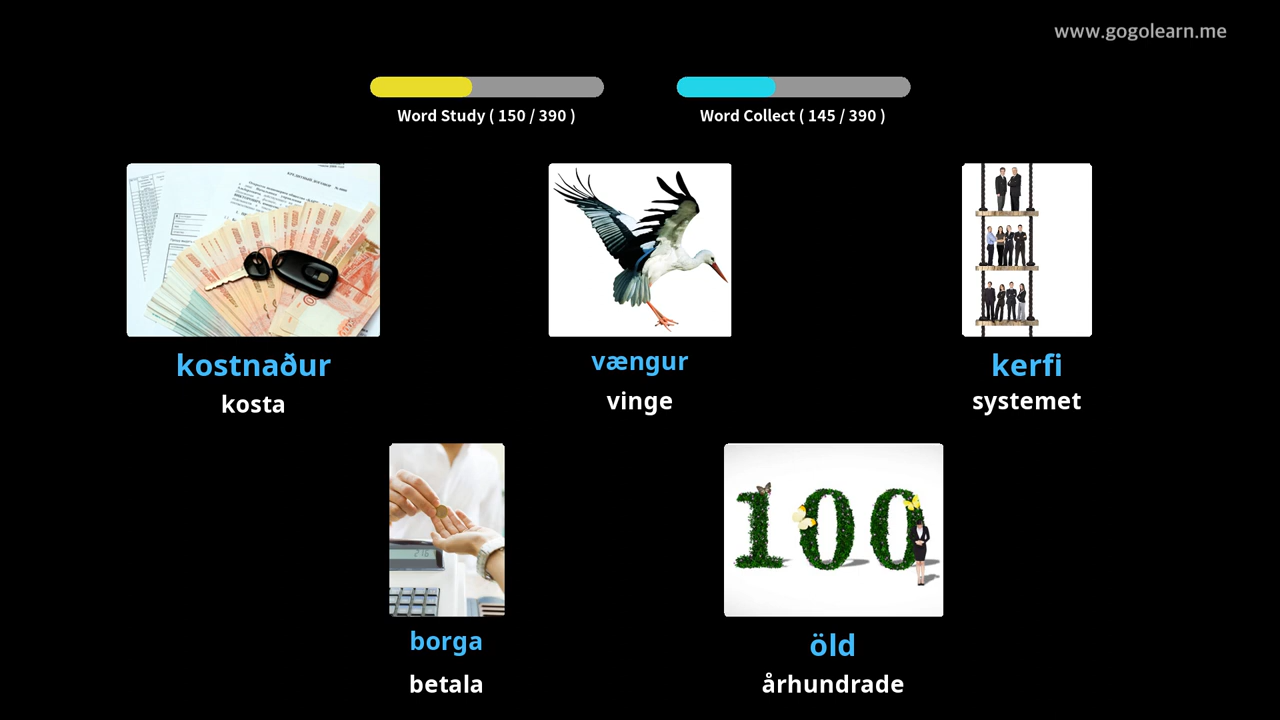 www.gogolearn.me
Word Study ( 150 / 390 )
Word Collect ( 145 / 390 )
kostnaður
kosta
vængur
vinge
kerfi
systemet
borga
betala
100
öld
århundrade